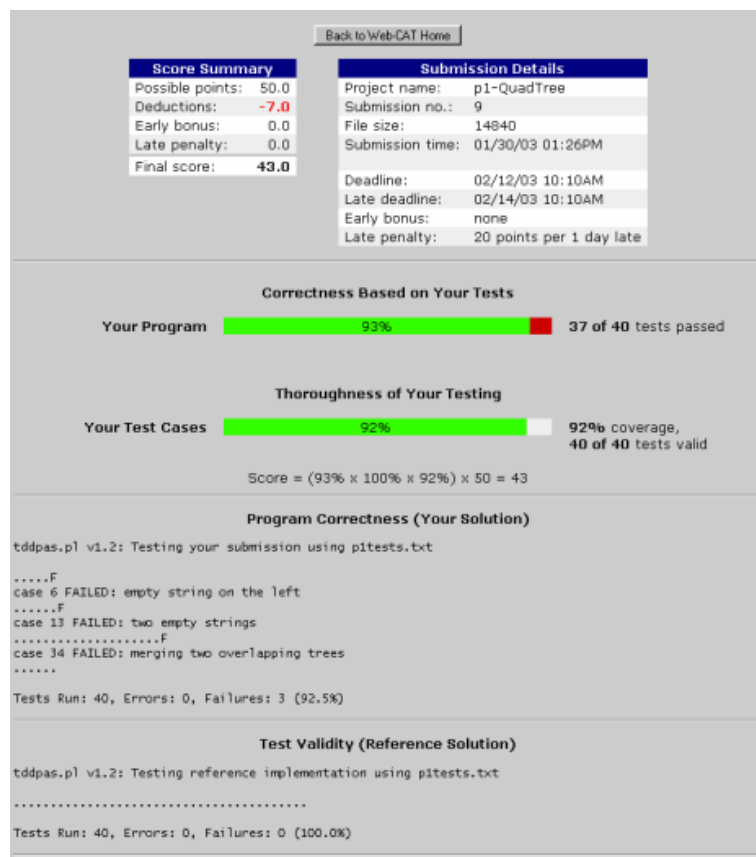 Back to Web-CAT Home
Score Summary
Possible points: 50.0
Deductions: -7.0
Early bonus: 0.0
Late penalty: 0.0
Final score: 43.0
Submission Details
Project name: p1-QuadTree
Submission no.: 9
File size: 14840
Submission time: 01/30/03 01:26PM
Deadline: 02/12/03 10:10AM
Late deadline: 02/14/03 10:10AM
Early bonus: none
Late penalty: 20 points per 1 day late
Correctness Based on Your Tests
Your Program 93% 37 of 40 tests passed
Thoroughness of Your Testing
Your Test Cases 92% 92% coverage,
40 of 40 tests valid
Score = (93% x 100% x 92%) x 50 = 43
Program Correctness (Your Solution)
tddpas.pl v1.2: Testing your submission using p1tests.txt
.....F
case 6 FAILED: empty string on the left
......F
case 13 FAILED: two empty strings
....................F
case 34 FAILED: merging two overlapping trees
......
Tests Run: 40, Errors: 0, Failures: 3 (92.5%)
Test Validity (Reference Solution)
tddpas.pl v1.2: Testing reference implementation using p1tests.txt
........................................
Tests Run: 40, Errors: 0, Failures: 0 (100.0%)